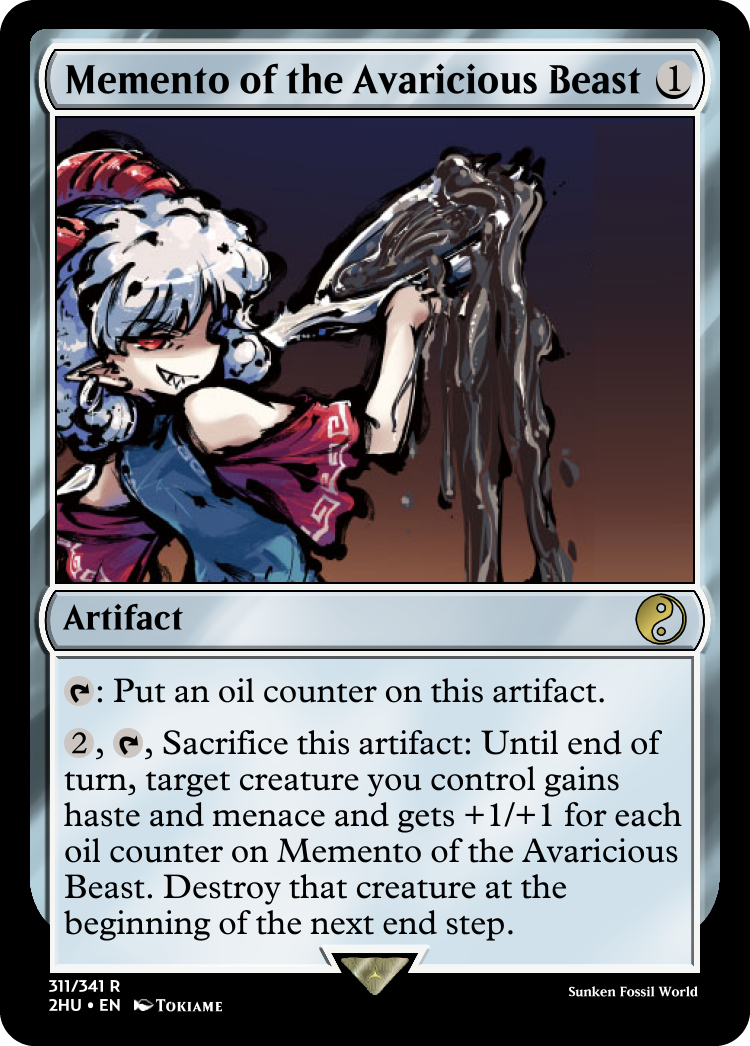 Memento of the Avaricious Beast 1
Artifact
: Put an oil counter on this artifact.
2, , Sacrifice this artifact: Until end of
turn, target creature you control gains
haste and menace and gets +1/+1 for each
oil counter on Memento of the Avaricious
Beast. Destroy that creature at the
beginning of the next end step.
311/341 R
2HU • EN Tokiame
Sunken Fossil World